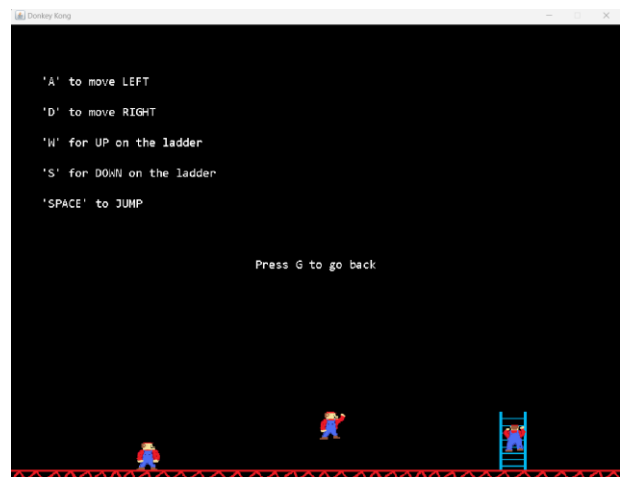 Donkey Kong
'A' to move LEFT
'D' to move RIGHT
'W' for UP on the ladder
'S' for DOWN on the ladder
'SPACE' to JUMP
Press G to go back